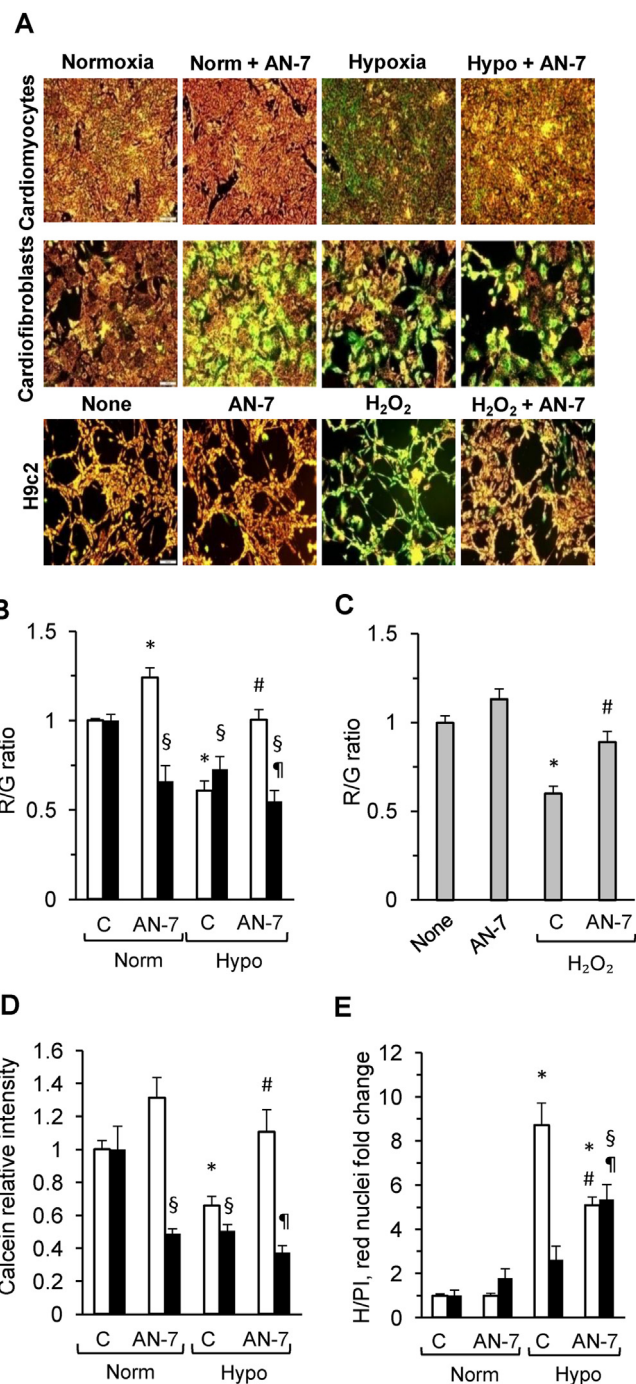 A
Normoxia Norm + AN-7 Hypoxia Hypo + AN-7
Cardiomyocytes
Cardiofibroblasts
None AN-7 H₂O₂ H₂O₂ + AN-7
H9c2
B
R/G ratio
1.5
1
0.5
0
*
§
*
§
#
§
¶
C AN-7 C AN-7
Norm Hypo
C
R/G ratio
1.5
1
0.5
0
*
#
None AN-7 C AN-7
H₂O₂
D
Calcein relative intensity
1.6
1.4
1.2
1
0.8
0.6
0.4
0.2
0
§
*
§
#
¶
C AN-7 C AN-7
Norm Hypo
E
H/PI, red nuclei fold change
12
10
8
6
4
2
0
*
*
#
§
¶
C AN-7 C AN-7
Norm Hypo